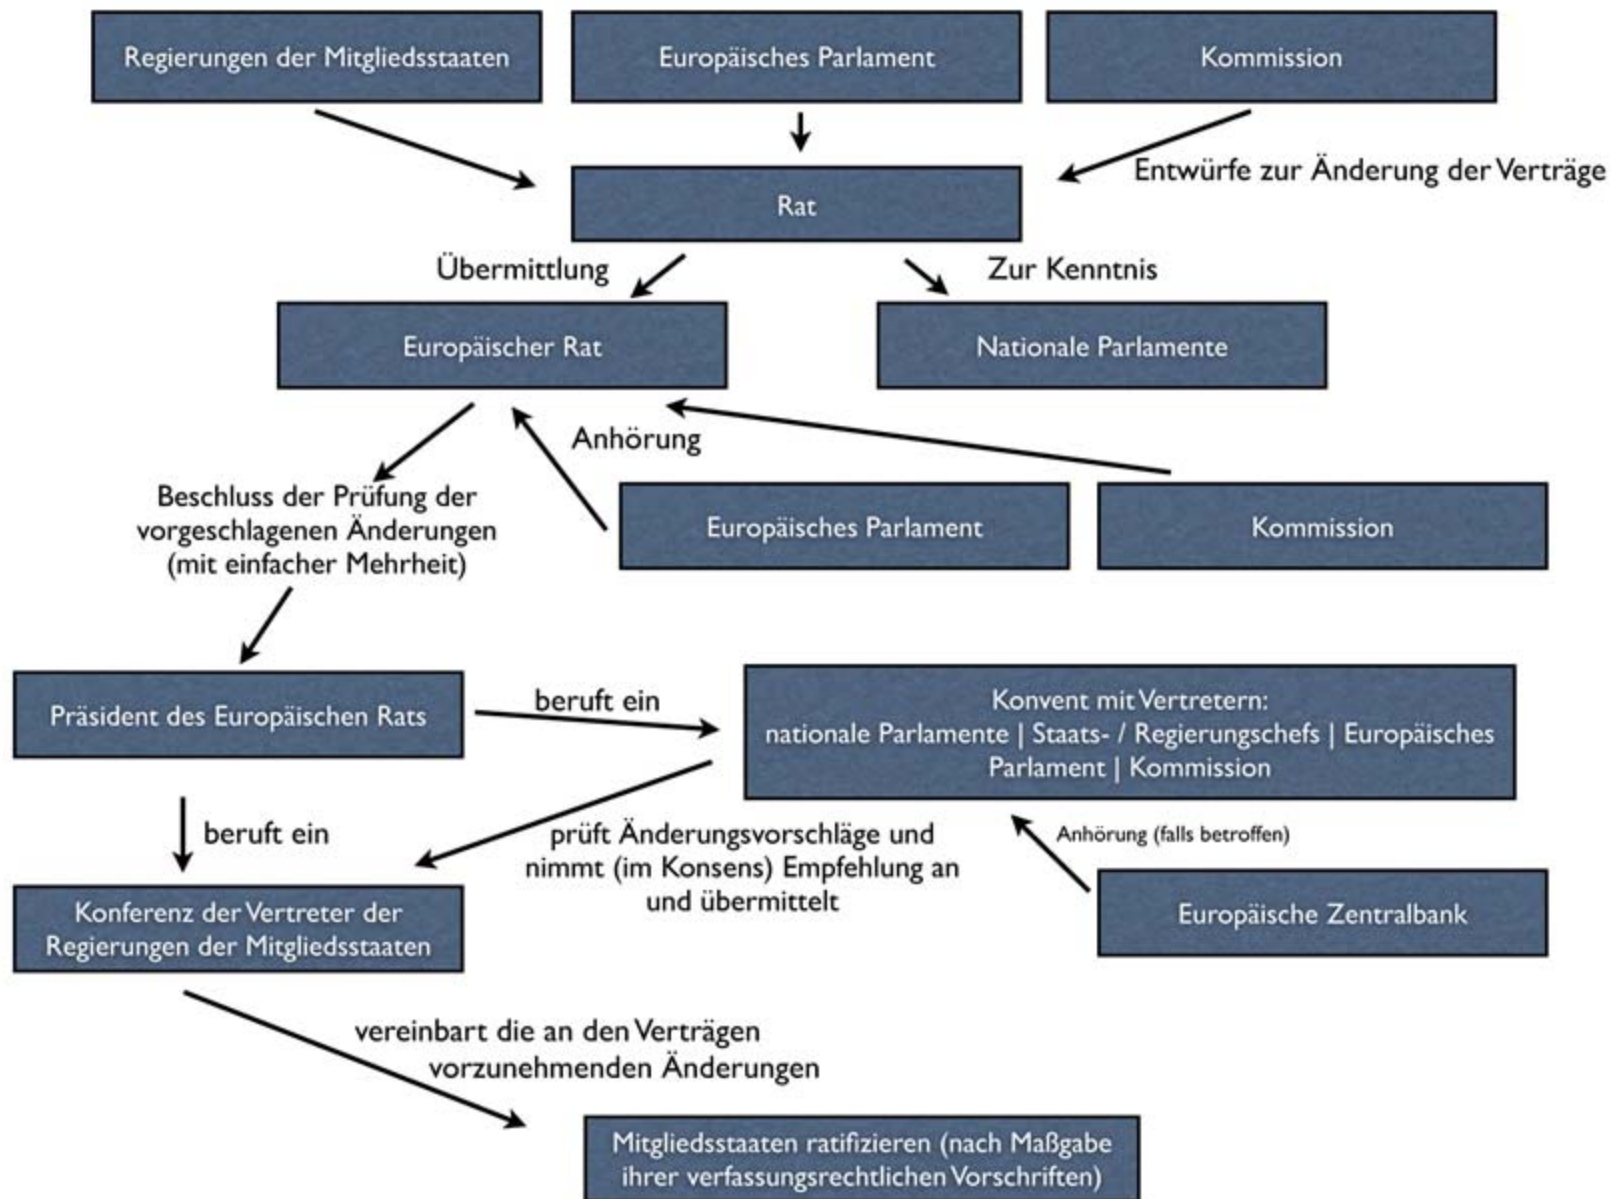 Regierungen der Mitgliedsstaaten
Europäisches Parlament
Kommission
Entwürfe zur Änderung der Verträge
Rat
Übermittlung
Zur Kenntnis
Europäischer Rat
Nationale Parlamente
Anhörung
Beschluss der Prüfung der
vorgeschlagenen Änderungen
(mit einfacher Mehrheit)
Europäisches Parlament
Kommission
Präsident des Europäischen Rats
beruft ein
Konvent mit Vertretern:
nationale Parlamente | Staats- / Regierungschefs | Europäisches
Parlament | Kommission
beruft ein
prüft Änderungsvorschläge und
nimmt (im Konsens) Empfehlung an
und übermittelt
Anhörung (falls betroffen)
Konferenz der Vertreter der
Regierungen der Mitgliedsstaaten
Europäische Zentralbank
vereinbart die an den Verträgen
vorzunehmenden Änderungen
Mitgliedsstaaten ratifizieren (nach Maßgabe
ihrer verfassungsrechtlichen Vorschriften)